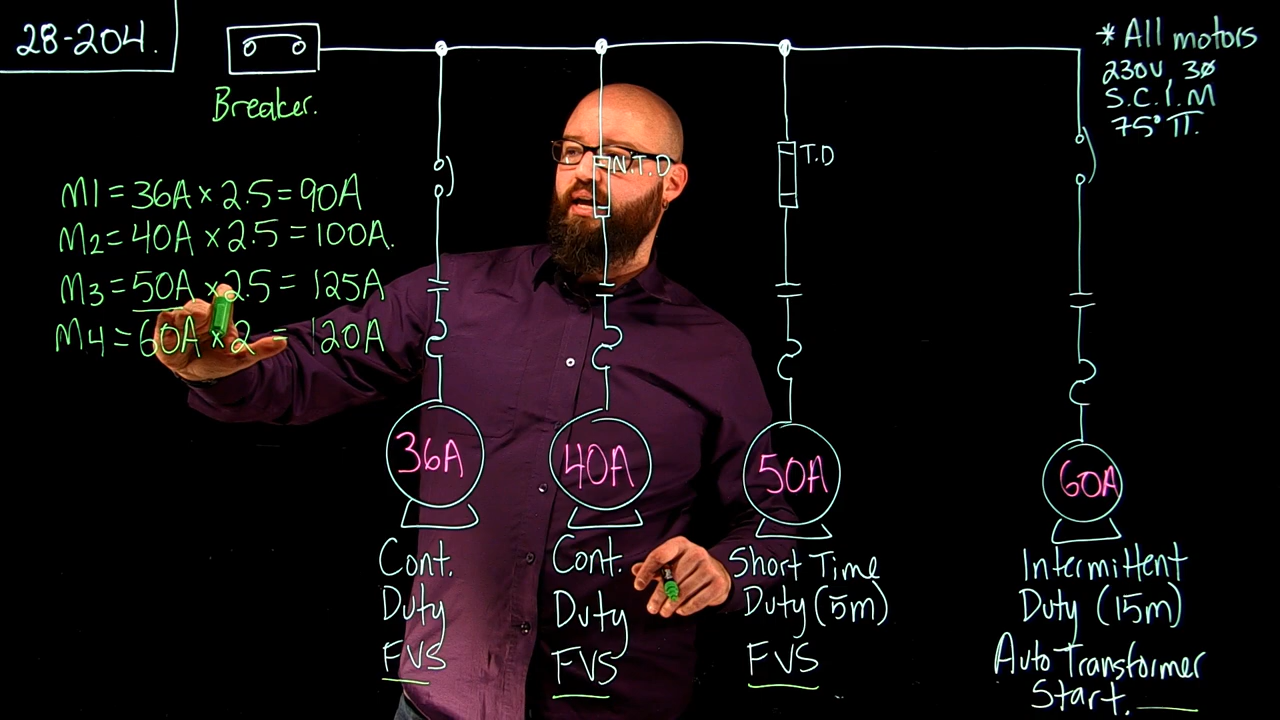 28-204.
Breaker.
* All motors
230V, 3Ø
S.C.I.M
75° TT.
N.T.D
T.D
M1 = 36A × 2.5 = 90A
M2 = 40A × 2.5 = 100A.
M3 = 50A × 2.5 = 125A
M4 = 60A × 2 = 120A
36A
40A
50A
60A
Cont.
Duty
FVS
Cont.
Duty
FVS
Short Time
Duty (5m)
FVS
Intermittent
Duty (15m)
Auto Transformer
Start.